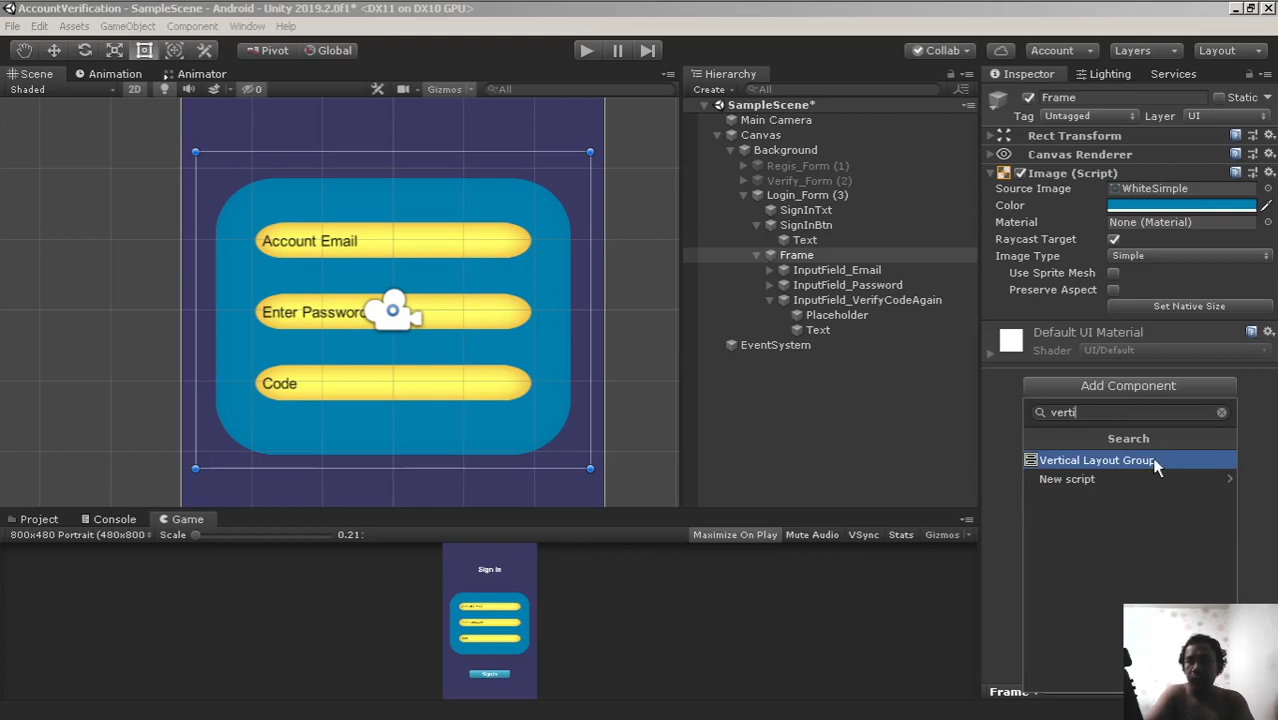 AccountVerification - SampleScene - Android - Unity 2019.2.0f1* <DX11 on DX10 GPU>
File Edit Assets GameObject Component Window Help
Pivot Global Collab Account Layers Layout
Scene Animation Animator
Shaded 2D 0 Gizmos All
Account Email
Enter Password
Code
Hierarchy
Create All
SampleScene*
Main Camera
Canvas
Background
Regis_Form (1)
Verify_Form (2)
Login_Form (3)
SignInTxt
SignInBtn
Text
Frame
InputField_Email
InputField_Password
InputField_VerifyCodeAgain
Placeholder
Text
EventSystem
Inspector Lighting Services
Frame Static
Tag Untagged Layer UI
Rect Transform
Canvas Renderer
Image (Script)
Source Image WhiteSimple
Color
Material None (Material)
Raycast Target
Image Type Simple
Use Sprite Mesh
Preserve Aspect
Set Native Size
Default UI Material
Shader UI/Default
Add Component
verti
Search
Vertical Layout Group
New script
Frame
Project Console Game
800x480 Portrait (480x800 Scale 0.21: Maximize On Play Mute Audio VSync Stats Gizmos
Sign In
Sign In